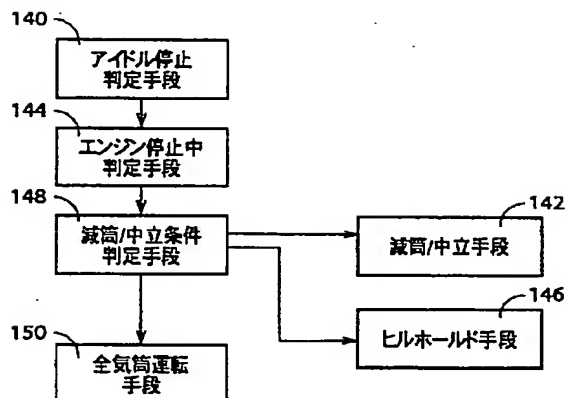 140
アイドル停止
判定手段
144
エンジン停止中
判定手段
148
減筒/中立条件
判定手段
142
減筒/中立手段
146
ヒルホールド手段
150
全気筒運転
手段